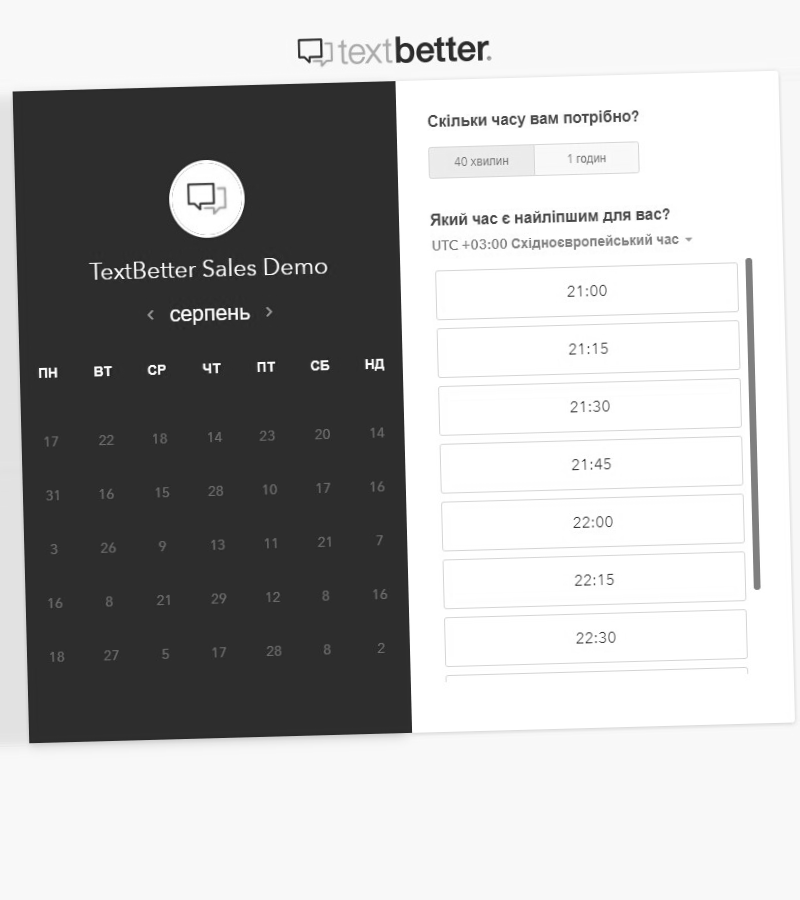 textbetter.
TextBetter Sales Demo
‹ серпень ›
ПН ВТ СР ЧТ ПТ СБ НД
17 22 18 14 23 20 14
31 16 15 28 10 17 16
3 26 9 13 11 21 7
16 8 21 29 12 8 16
18 27 5 17 28 8 2
Скільки часу вам потрібно?
40 хвилин 1 годин
Який час є найліпшим для вас?
UTC +03:00 Східноєвропейський час
21:00
21:15
21:30
21:45
22:00
22:15
22:30